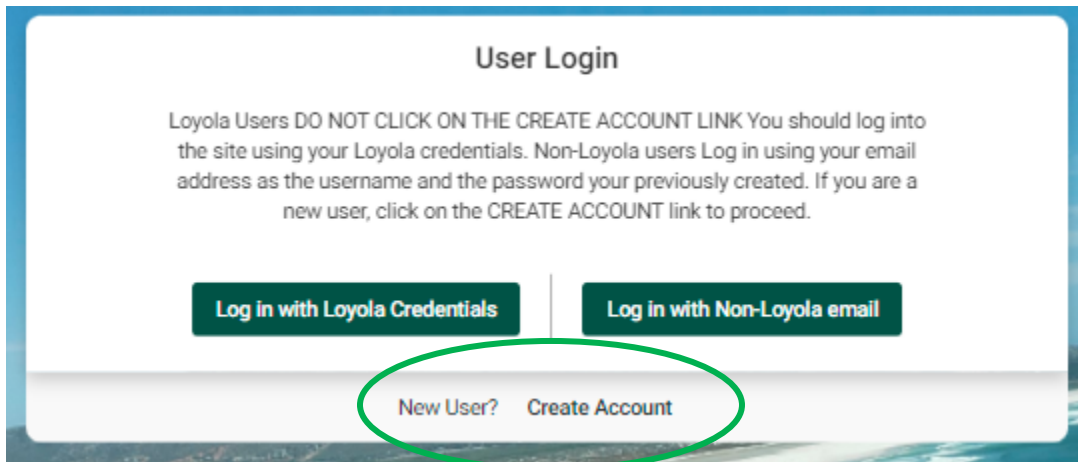 User Login
Loyola Users DO NOT CLICK ON THE CREATE ACCOUNT LINK You should log into
the site using your Loyola credentials. Non-Loyola users Log in using your email
address as the username and the password your previously created. If you are a
new user, click on the CREATE ACCOUNT link to proceed.
Log in with Loyola Credentials
Log in with Non-Loyola email
New User? Create Account